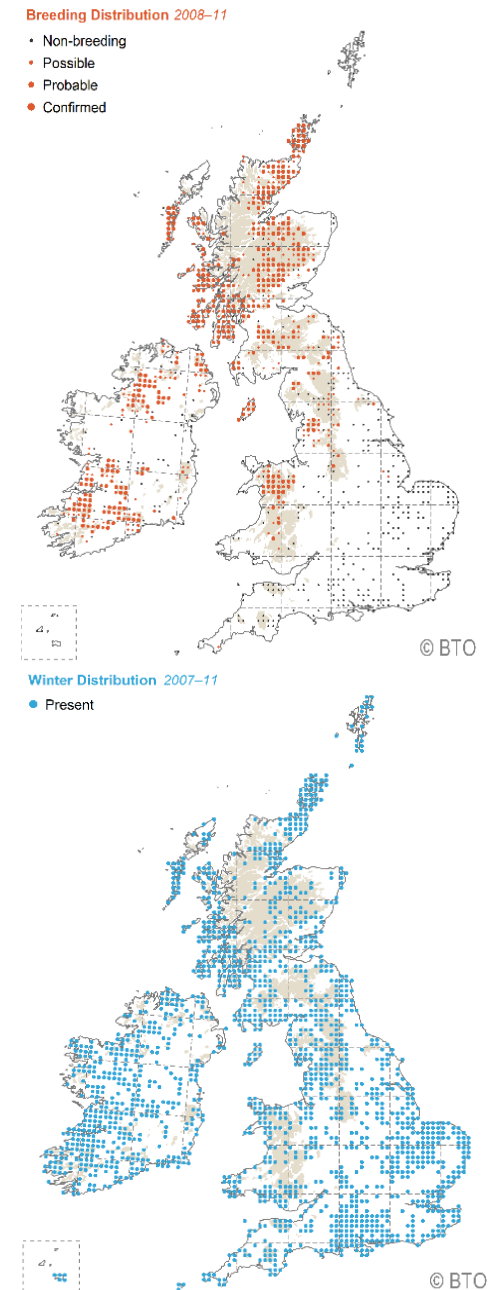 Breeding Distribution 2008–11
Non-breeding
Possible
Probable
Confirmed
© BTO
Winter Distribution 2007–11
Present
© BTO